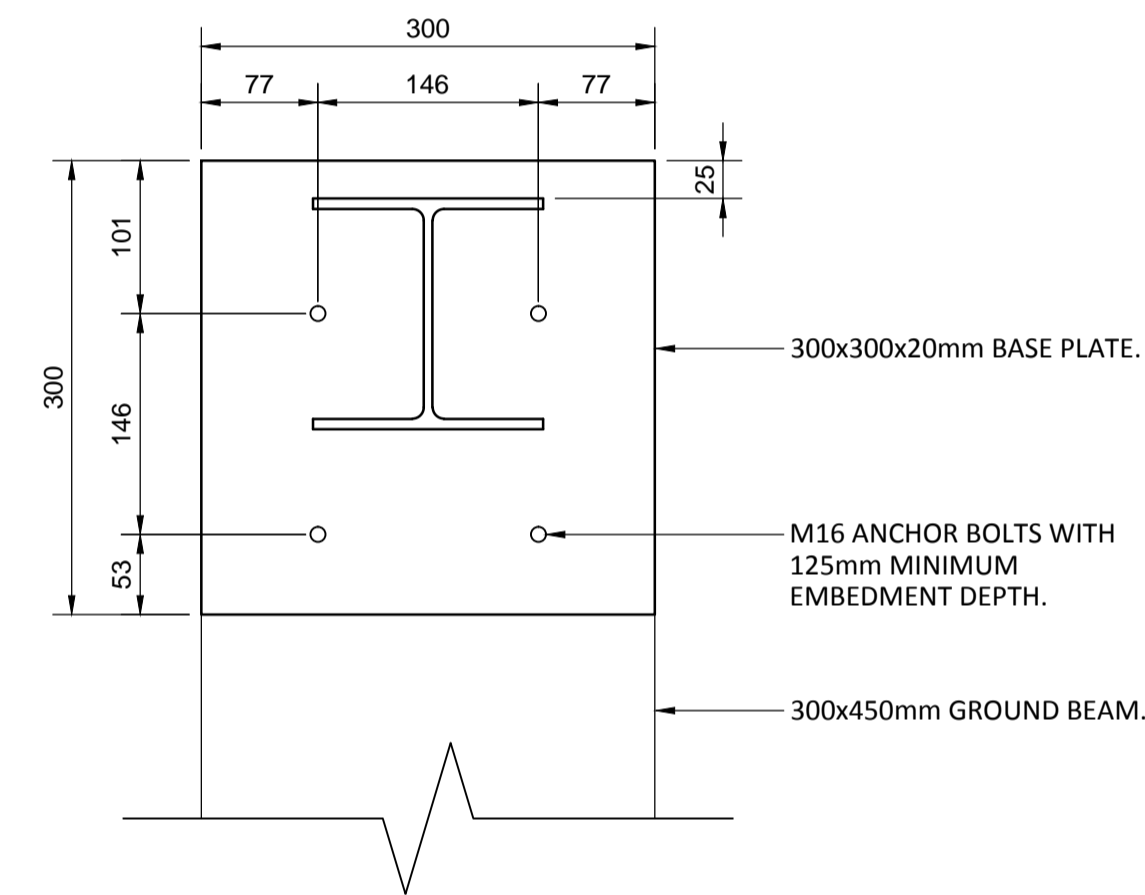 300
77
146
77
25
101
300
146
53
300x300x20mm BASE PLATE.
M16 ANCHOR BOLTS WITH
125mm MINIMUM
EMBEDMENT DEPTH.
300x450mm GROUND BEAM.